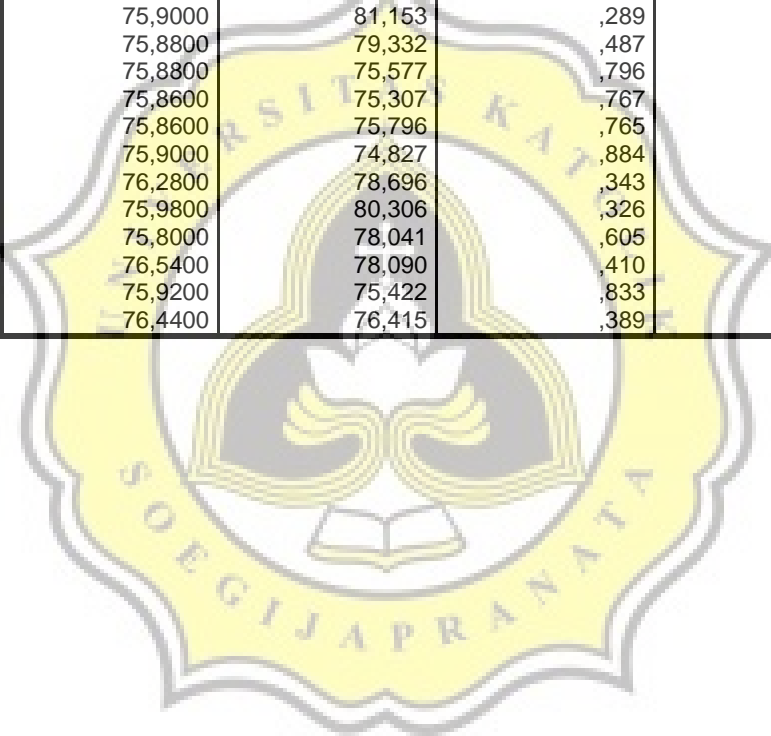 75,9000 81,153 ,289
75,8800 79,332 ,487
75,8800 75,577 ,796
75,8600 75,307 ,767
75,8600 75,796 ,765
75,9000 74,827 ,884
76,2800 78,696 ,343
75,9800 80,306 ,326
75,8000 78,041 ,605
76,5400 78,090 ,410
75,9200 75,422 ,833
76,4400 76,415 ,389
UNIVERSITAS KATOLIK
SOEGIJAPRANATA